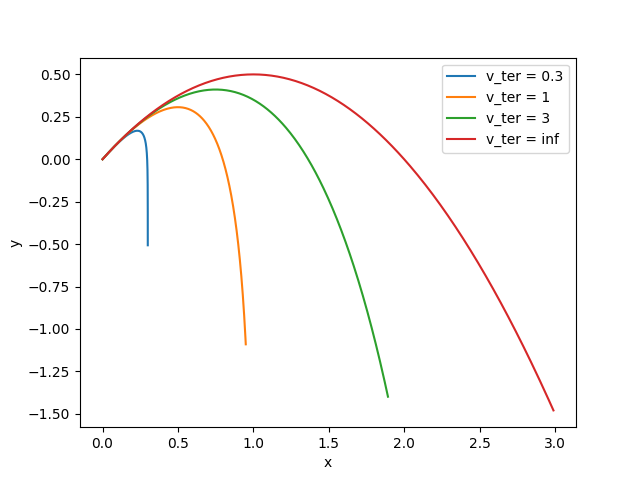 v_ter = 0.3
v_ter = 1
v_ter = 3
v_ter = inf
0.50
0.25
0.00
−0.25
−0.50
−0.75
−1.00
−1.25
−1.50
y
0.0 0.5 1.0 1.5 2.0 2.5 3.0
x